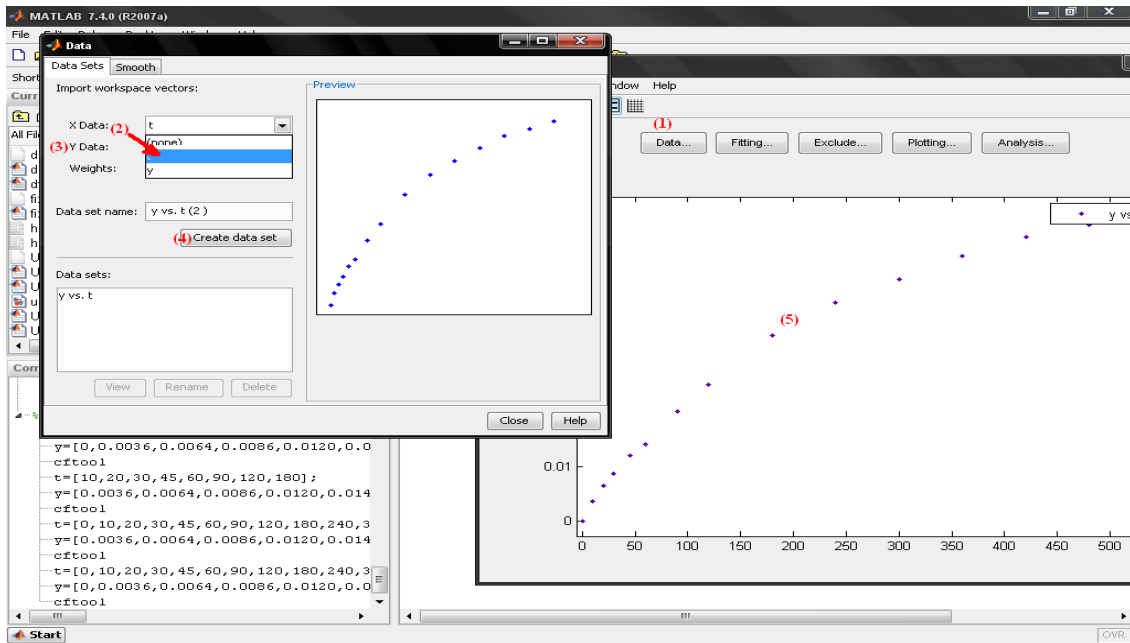 MATLAB 7.4.0 (R2007a)
File
Data
Data Sets Smooth
Import workspace vectors:
X Data: (2) t
(none)
(3) Y Data:
y
Weights:
Data set name: y vs. t (2 )
(4) Create data set
Data sets:
y vs. t
View Rename Delete
Preview
Close Help
Help
(1)
Data... Fitting... Exclude... Plotting... Analysis...
y vs
(5)
0.01
0
0 50 100 150 200 250 300 350 400 450 500
Short
Curr
All Fil
d
d
d
fi
fi
h
h
U
U
U
u
U
U
Com
y=[0,0.0036,0.0064,0.0086,0.0120,0.0
cftool
t=[10,20,30,45,60,90,120,180];
y=[0.0036,0.0064,0.0086,0.0120,0.014
cftool
t=[0,10,20,30,45,60,90,120,180,240,3
y=[0.0036,0.0064,0.0086,0.0120,0.014
cftool
t=[0,10,20,30,45,60,90,120,180,240,3
y=[0,0.0036,0.0064,0.0086,0.0120,0.0
cftool
Start
OVR